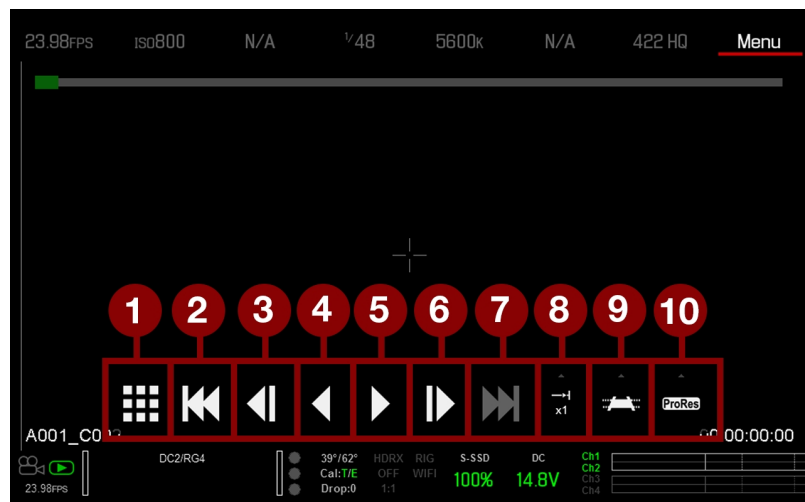 23.98FPS ISO800 N/A 1/48 5600K N/A 422 HQ Menu
1 2 3 4 5 6 7 8 9 10
x1 ProRes
00:00:00
DC2/RG4 39°/62° HDRX RIG S-SSD DC Ch1
Cal:T/E OFF WIFI 100% 14.8V Ch2
23.98FPS Drop:0 1:1 Ch3
Ch4